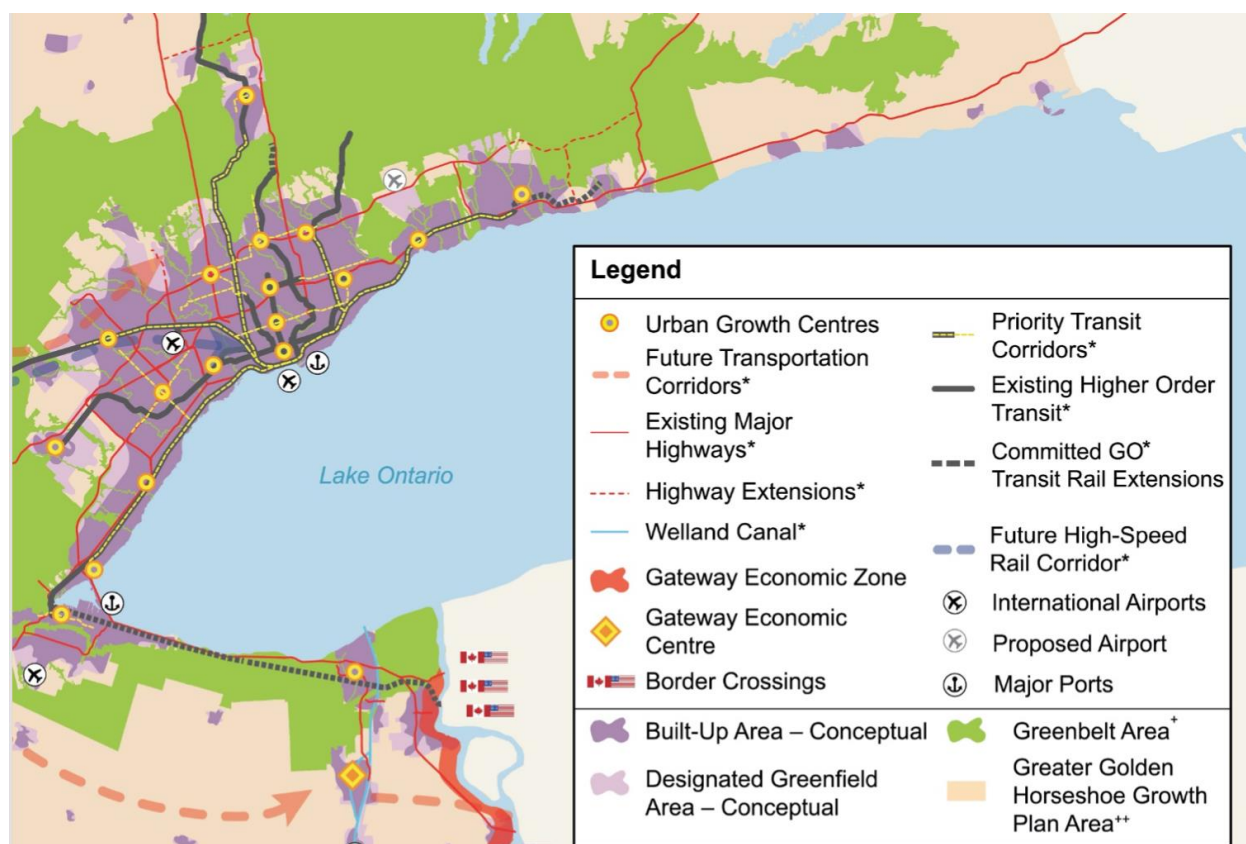 Lake Ontario
Legend
Urban Growth Centres
Future Transportation
Corridors*
Existing Major
Highways*
Highway Extensions*
Welland Canal*
Gateway Economic Zone
Gateway Economic
Centre
Border Crossings
Priority Transit
Corridors*
Existing Higher Order
Transit*
Committed GO*
Transit Rail Extensions
Future High-Speed
Rail Corridor*
International Airports
Proposed Airport
Major Ports
Built-Up Area – Conceptual
Designated Greenfield
Area – Conceptual
Greenbelt Area+
Greater Golden
Horseshoe Growth
Plan Area++